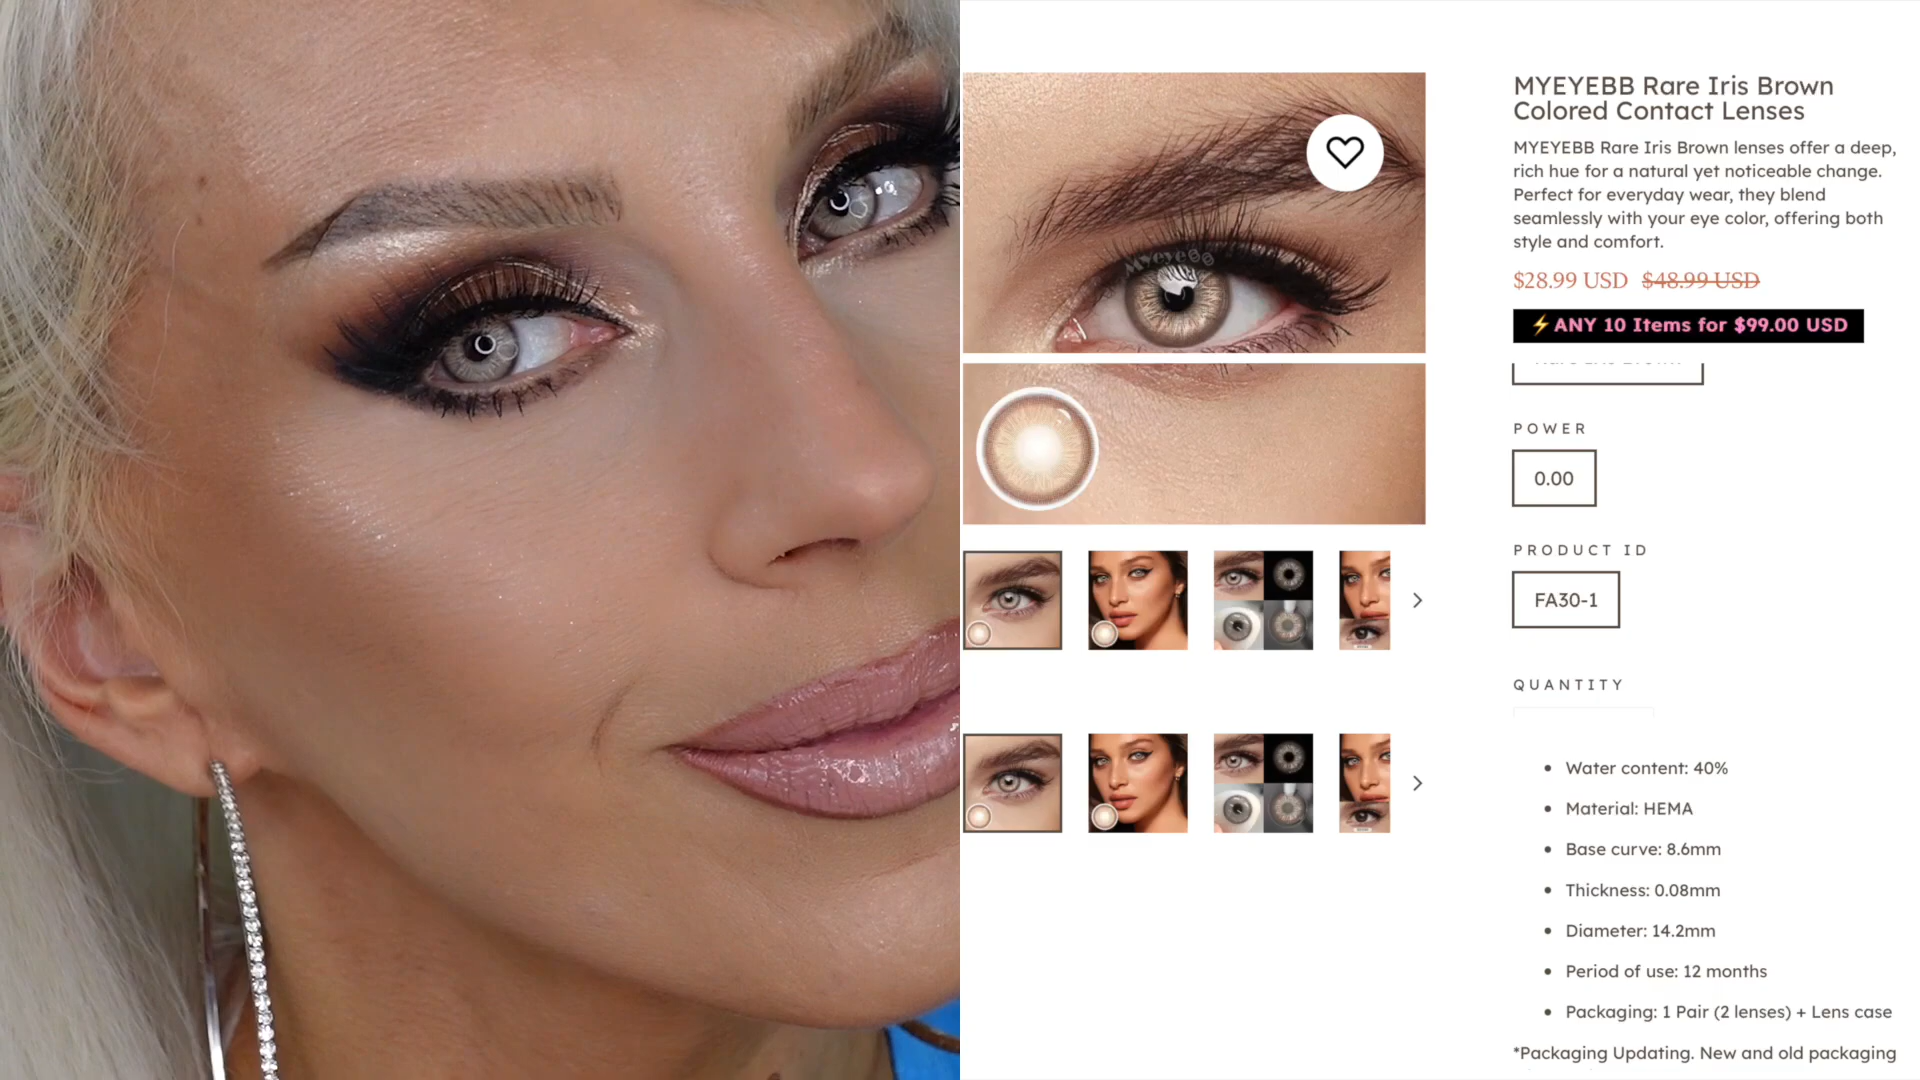 MYEYEBB Rare Iris Brown
Colored Contact Lenses
MYEYEBB Rare Iris Brown lenses offer a deep,
rich hue for a natural yet noticeable change.
Perfect for everyday wear, they blend
seamlessly with your eye color, offering both
style and comfort.
$28.99 USD $48.99 USD
⚡ANY 10 Items for $99.00 USD
Myeyebb
POWER
0.00
PRODUCT ID
FA30-1
QUANTITY
• Water content: 40%
• Material: HEMA
• Base curve: 8.6mm
• Thickness: 0.08mm
• Diameter: 14.2mm
• Period of use: 12 months
• Packaging: 1 Pair (2 lenses) + Lens case
*Packaging Updating. New and old packaging